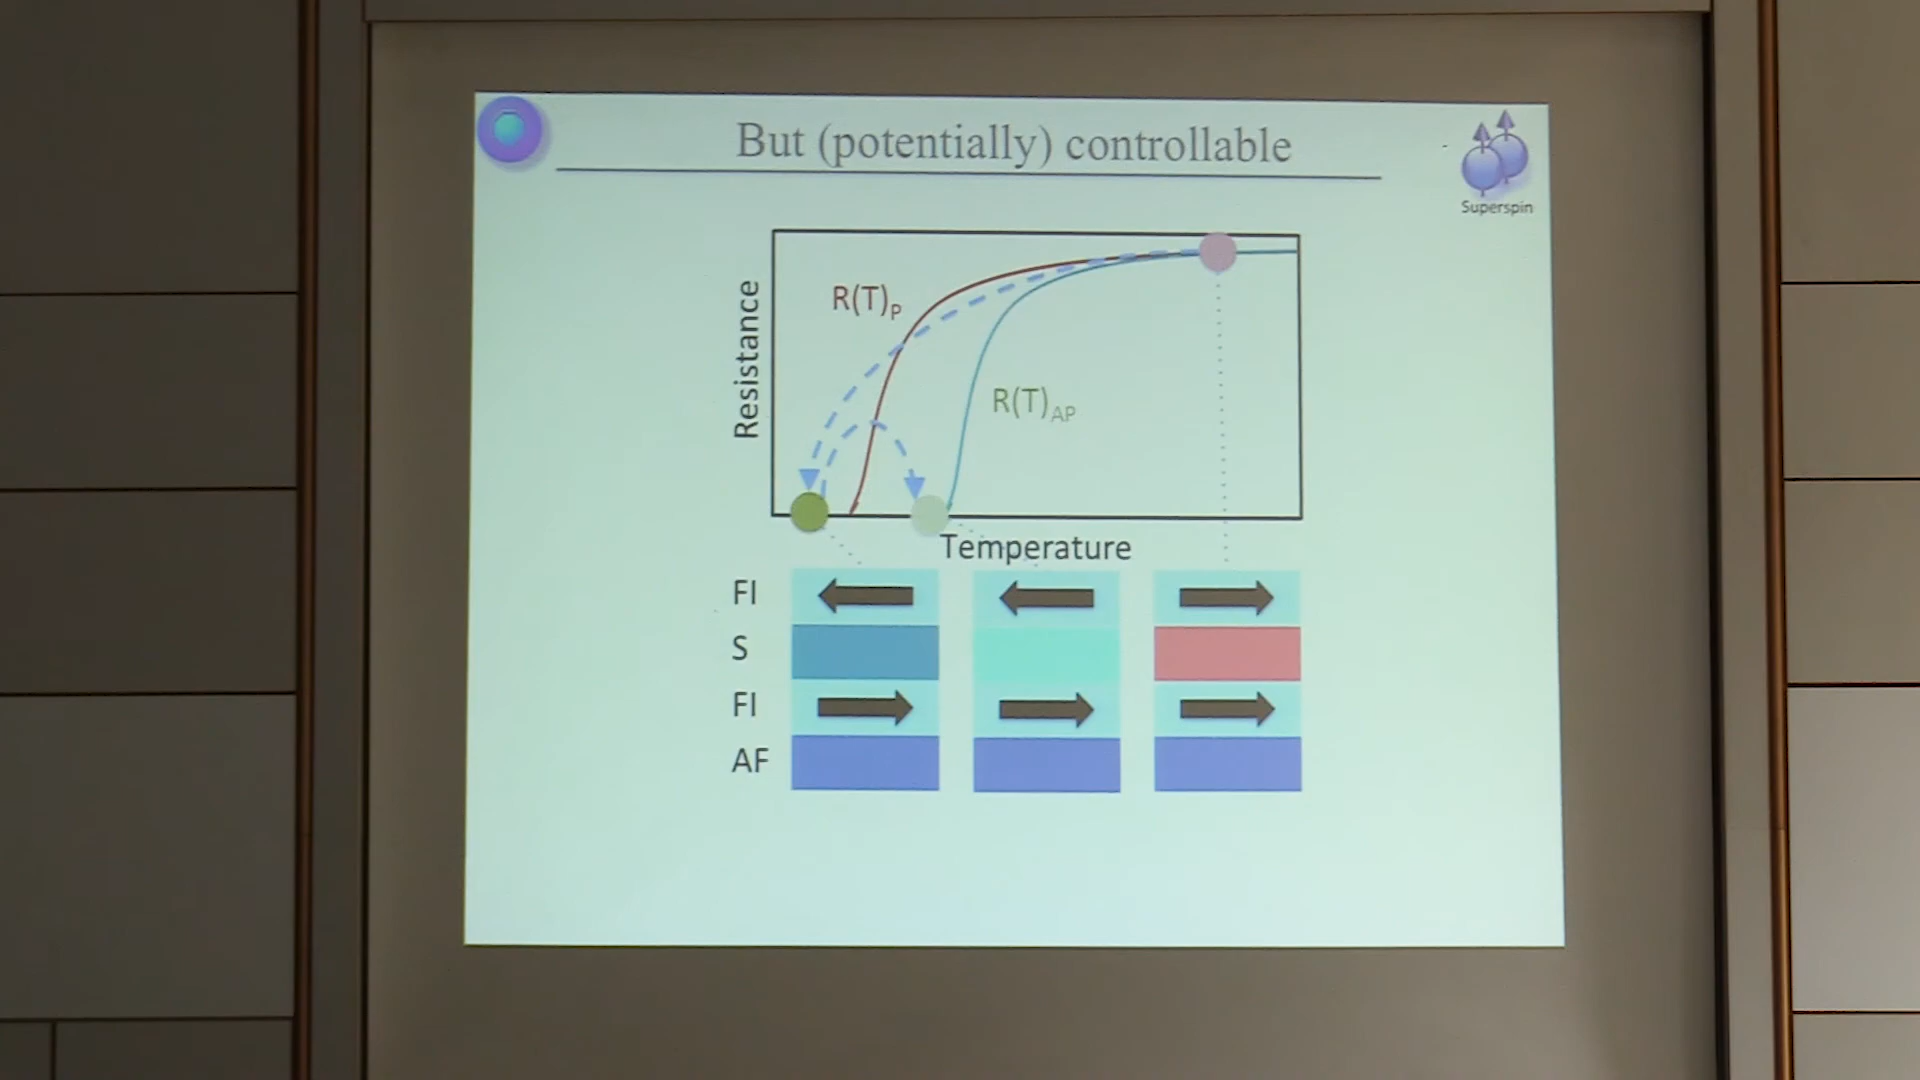 But (potentially) controllable
Superspin
Resistance
R(T)P
R(T)AP
Temperature
FI
S
FI
AF